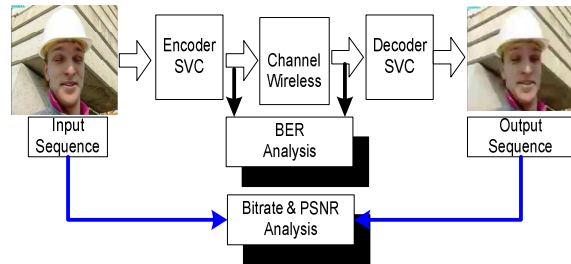 Encoder
SVC
Channel
Wireless
Decoder
SVC
Input
Sequence
BER
Analysis
Output
Sequence
Bitrate & PSNR
Analysis